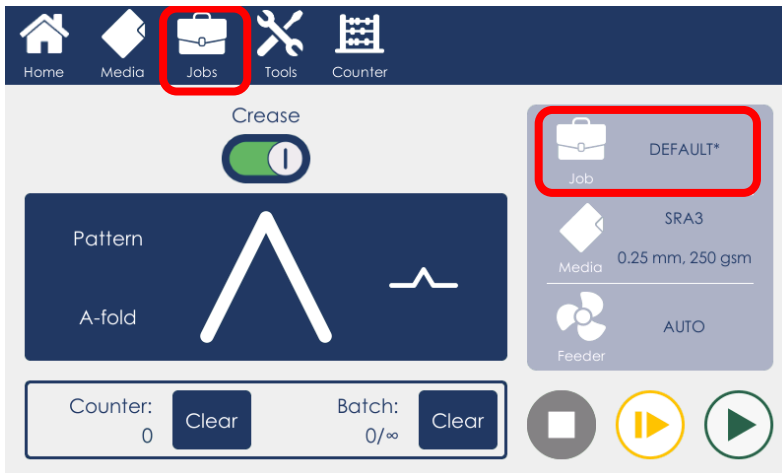 Home
Media
Jobs
Tools
Counter
Crease
Pattern
A-fold
Job
DEFAULT*
Media
SRA3
0.25 mm, 250 gsm
Feeder
AUTO
Counter:
0
Clear
Batch:
0/∞
Clear